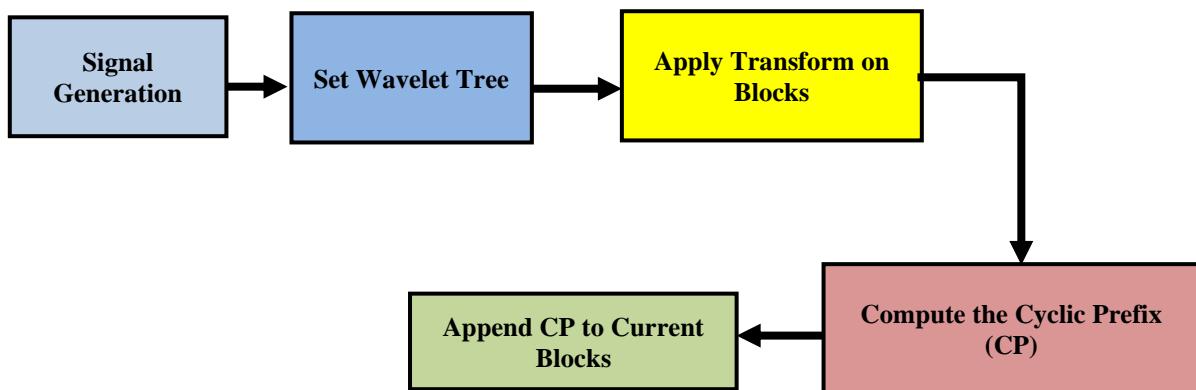 Signal
Generation
Set Wavelet Tree
Apply Transform on
Blocks
Compute the Cyclic Prefix
(CP)
Append CP to Current
Blocks